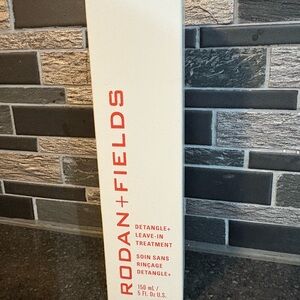 RODAN+FIELDS
DETANGLE+
LEAVE-IN
TREATMENT
SOIN SANS
RINÇAGE
DETANGLE+
150 mL /
5 Fl. Oz U.S.